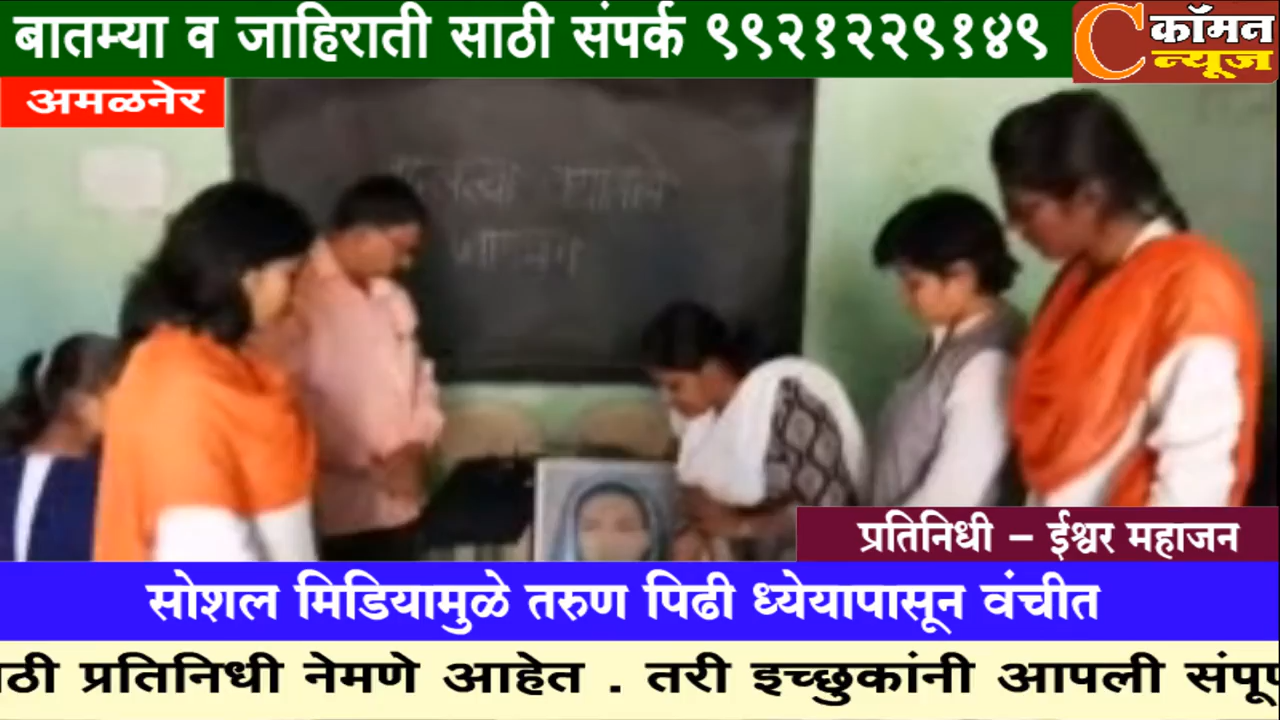 बातम्या व जाहिराती साठी संपर्क ९९२१२२९१४९
कॉमन
न्यूज
अमळनेर
प्रतिनिधी – ईश्वर महाजन
सोशल मिडियामुळे तरुण पिढी ध्येयापासून वंचीत
ाठी प्रतिनिधी नेमणे आहेत . तरी इच्छुकांनी आपली संपूर्